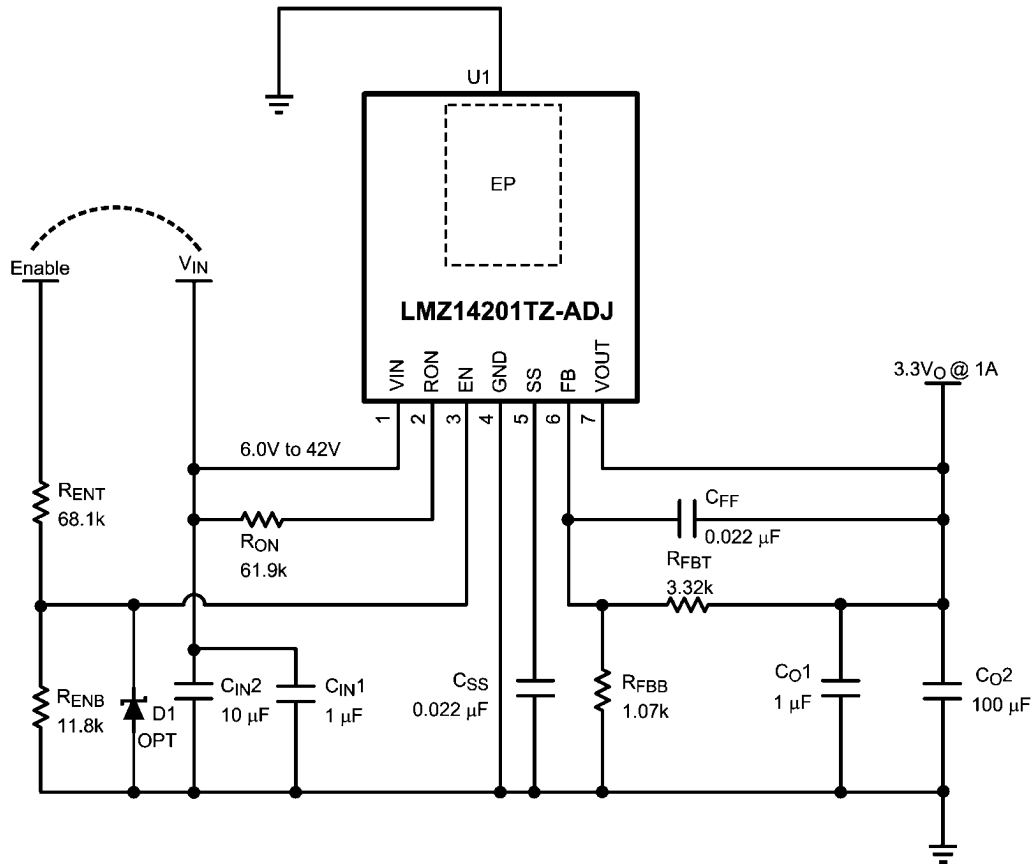 U1
EP
Enable
VIN
LMZ14201TZ-ADJ
VIN
RON
EN
GND
SS
FB
VOUT
1
2
3
4
5
6
7
3.3VO @ 1A
6.0V to 42V
RENT
68.1k
RON
61.9k
CFF
0.022 μF
RFBT
3.32k
RENB
11.8k
D1
OPT
CIN2
10 μF
CIN1
1 μF
CSS
0.022 μF
RFBB
1.07k
CO1
1 μF
CO2
100 μF